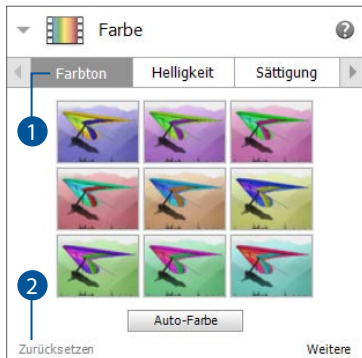 Farbe
Farbton Helligkeit Sättigung
1
2
Auto-Farbe
Zurücksetzen Weitere